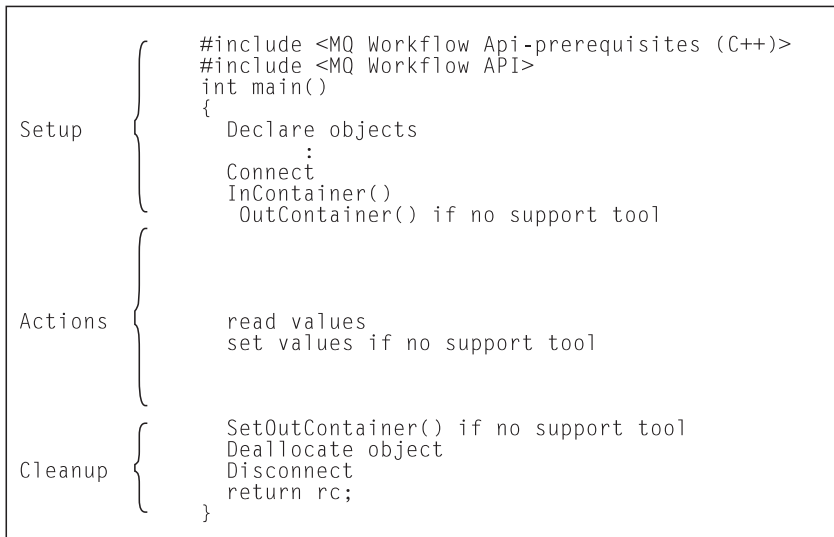 #include <MQ Workflow Api-prerequisites (C++)>
#include <MQ Workflow API>
int main()
{
Setup Declare objects
:
Connect
InContainer()
OutContainer() if no support tool
Actions read values
set values if no support tool
SetOutContainer() if no support tool
Deallocate object
Cleanup Disconnect
return rc;
}